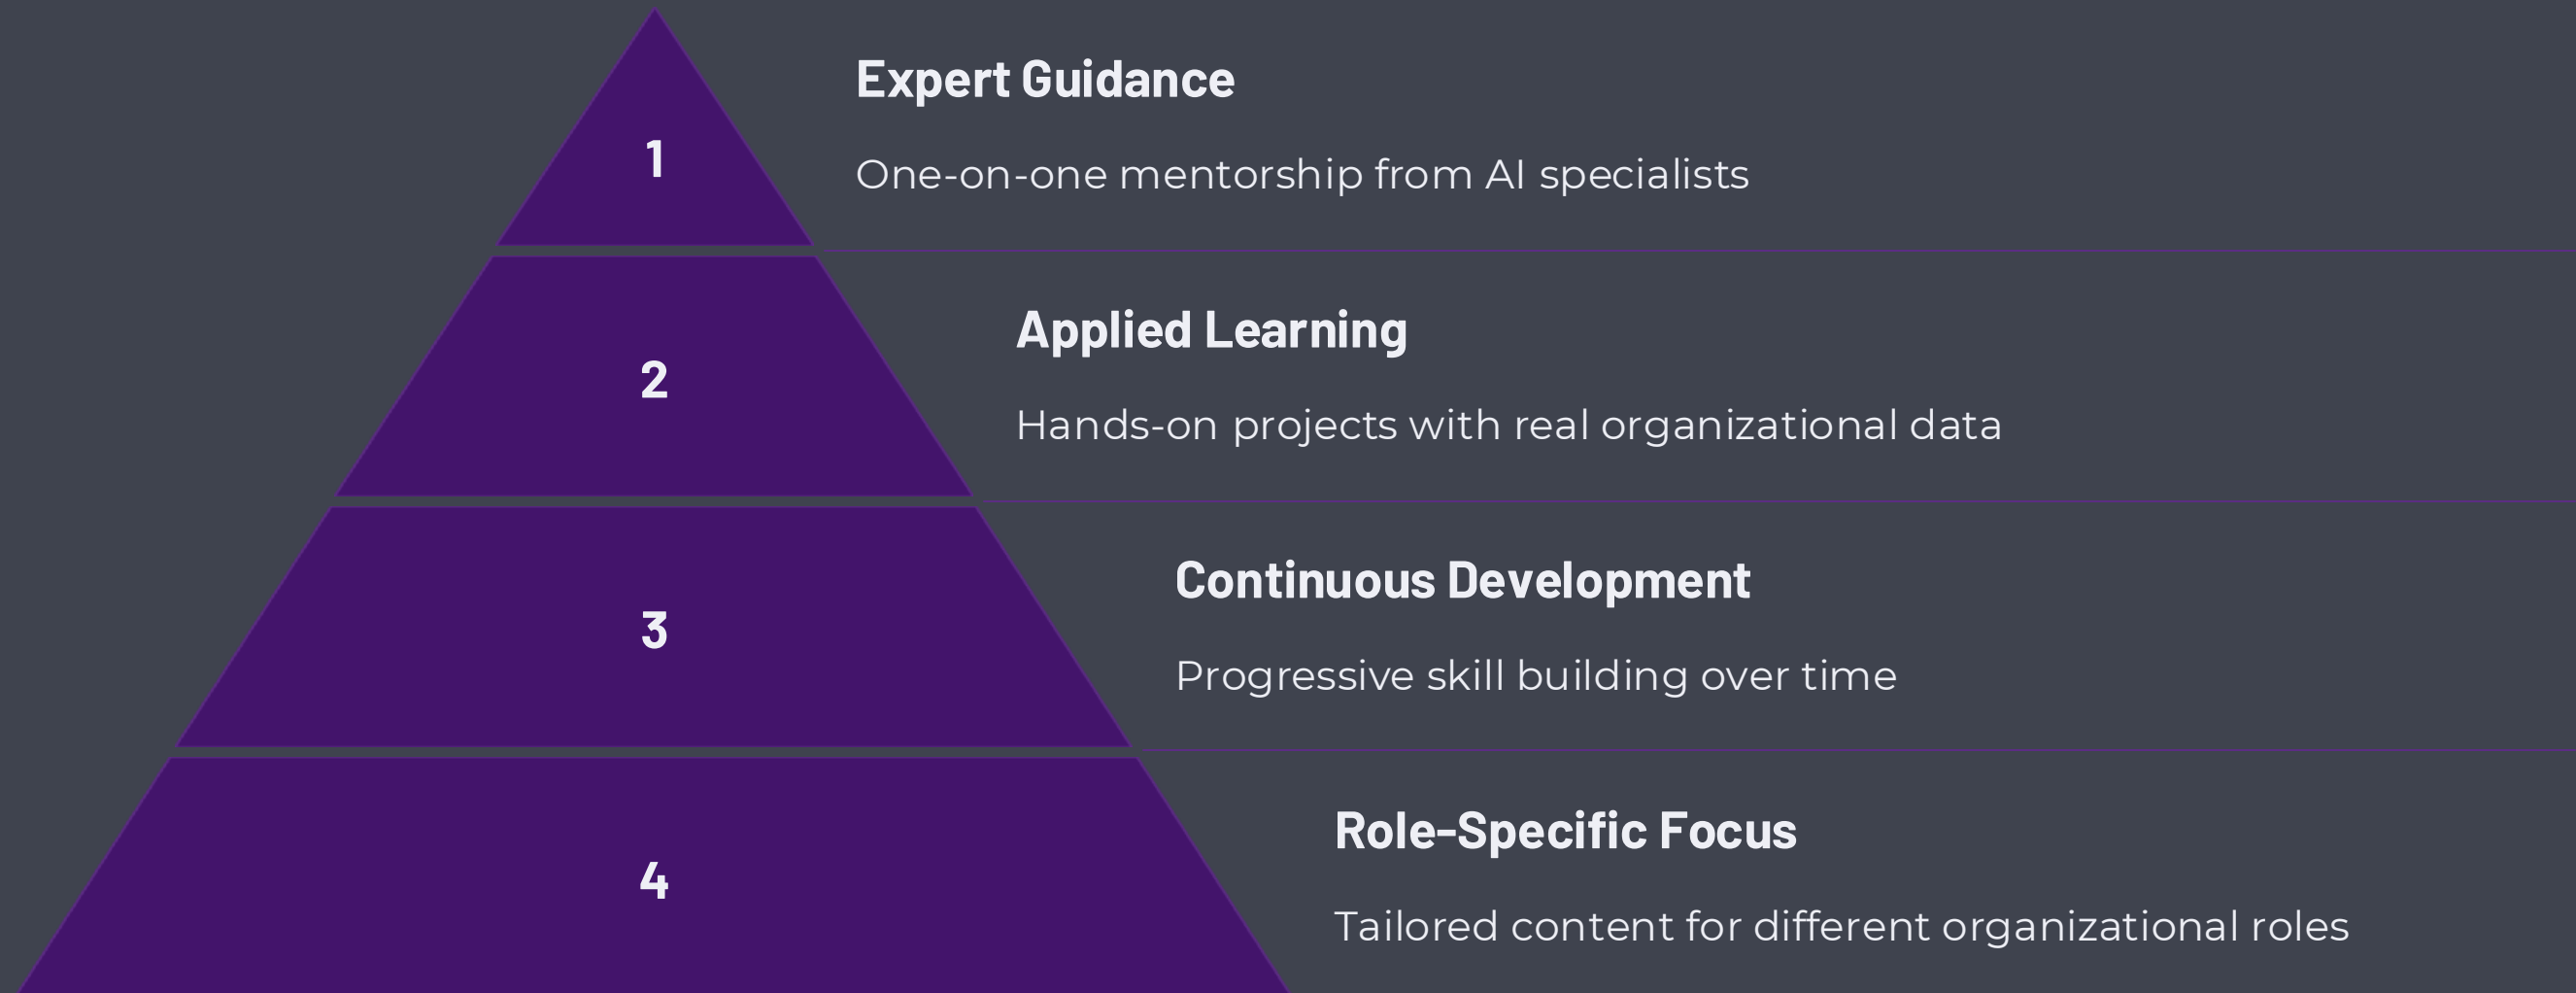 1
Expert Guidance
One-on-one mentorship from AI specialists
2
Applied Learning
Hands-on projects with real organizational data
3
Continuous Development
Progressive skill building over time
4
Role-Specific Focus
Tailored content for different organizational roles